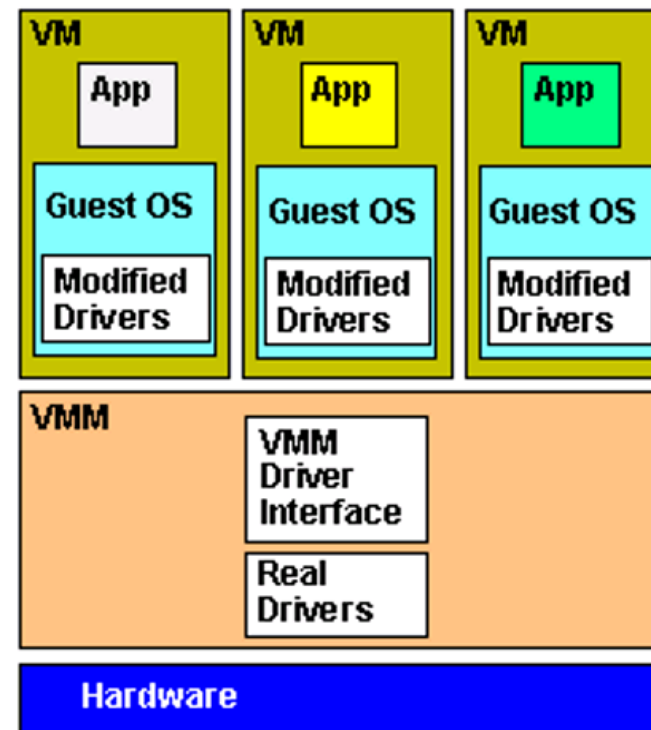 VM
App
Guest OS
Modified
Drivers
VM
App
Guest OS
Modified
Drivers
VM
App
Guest OS
Modified
Drivers
VMM
VMM
Driver
Interface
Real
Drivers
Hardware